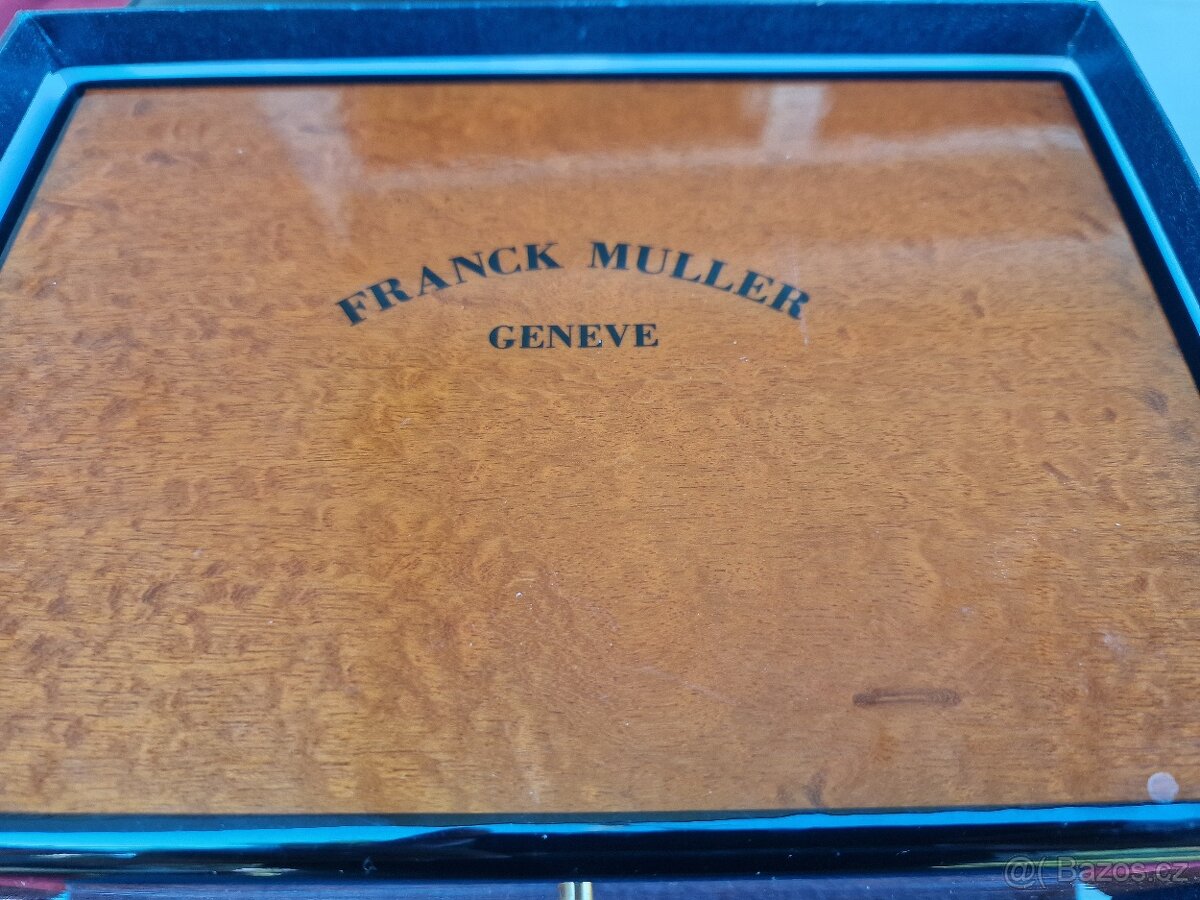 FRANCK MULLER
GENEVE
@( Bazos.cz